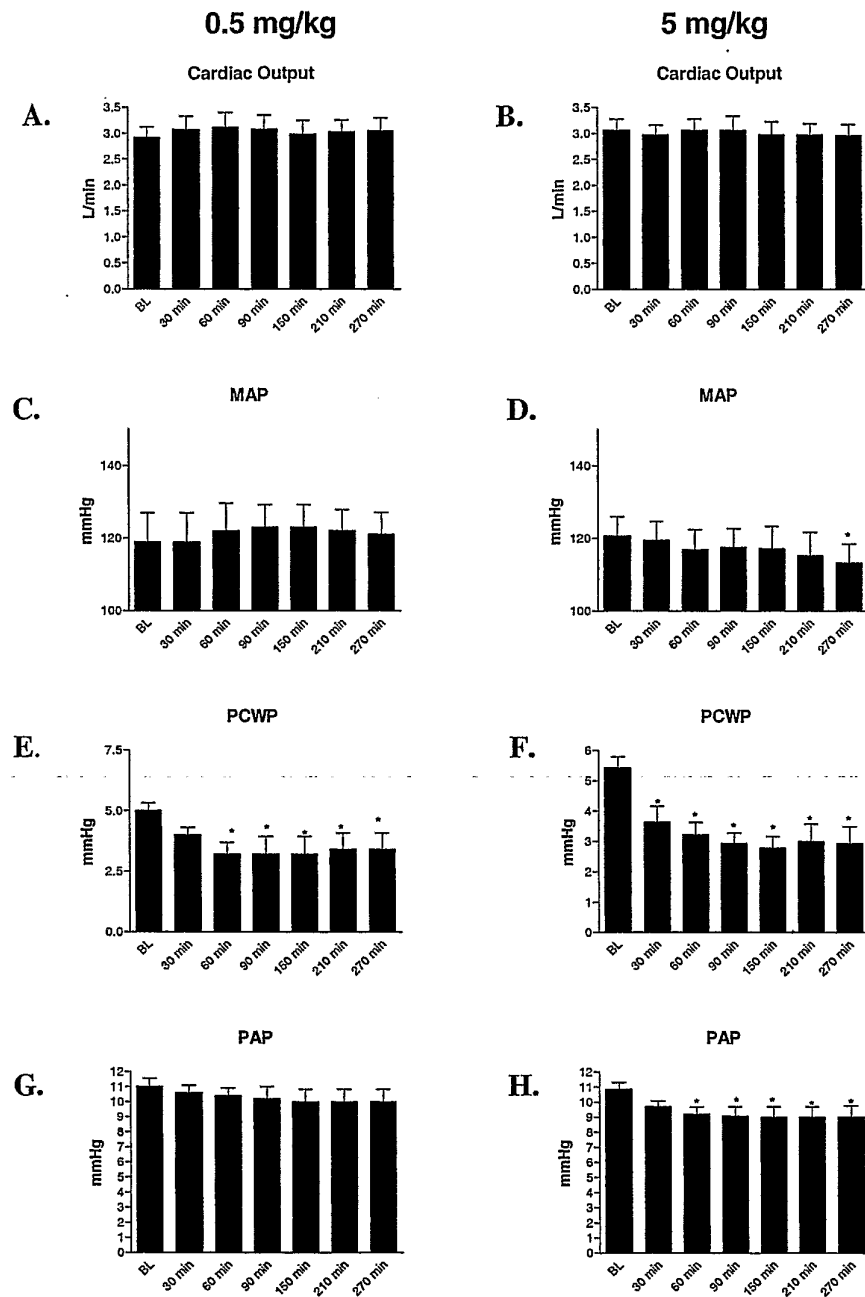 0.5 mg/kg
5 mg/kg
Cardiac Output
Cardiac Output
A.
3.5
3.0
2.5
2.0
1.5
1.0
0.5
0.0
L/min
BL
30 min
60 min
90 min
150 min
210 min
270 min
B.
3.5
3.0
2.5
2.0
1.5
1.0
0.5
0.0
L/min
BL
30 min
60 min
90 min
150 min
210 min
270 min
MAP
MAP
C.
140
120
100
mmHg
BL
30 min
60 min
90 min
150 min
210 min
270 min
D.
140
120
100
mmHg
*
BL
30 min
60 min
90 min
150 min
210 min
270 min
PCWP
PCWP
E.
7.5
5.0
2.5
0.0
mmHg
* * * * *
BL
30 min
60 min
90 min
150 min
210 min
270 min
F.
6
5
4
3
2
1
0
mmHg
* * * * * *
BL
30 min
60 min
90 min
150 min
210 min
270 min
PAP
PAP
G.
12
11
10
9
8
7
6
5
4
3
2
1
0
mmHg
BL
30 min
60 min
90 min
150 min
210 min
270 min
H.
12
11
10
9
8
7
6
5
4
3
2
1
0
mmHg
* * * * *
BL
30 min
60 min
90 min
150 min
210 min
270 min